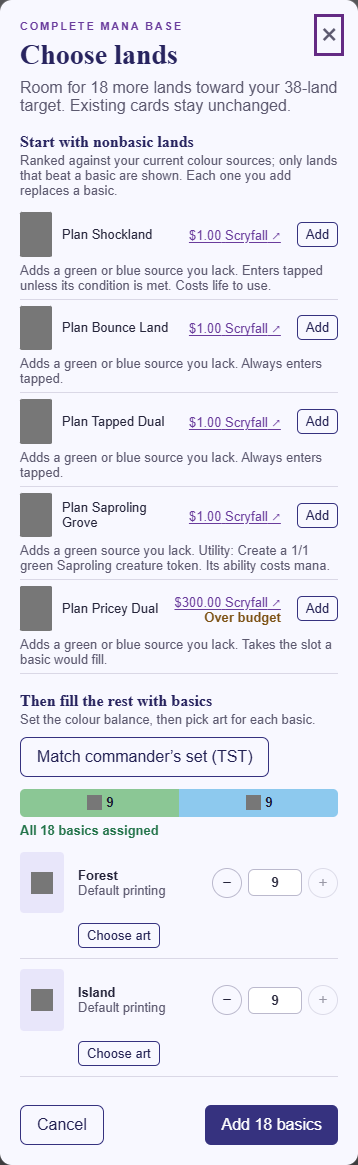 COMPLETE MANA BASE
Choose lands
×
Room for 18 more lands toward your 38-land
target. Existing cards stay unchanged.
Start with nonbasic lands
Ranked against your current colour sources; only lands
that beat a basic are shown. Each one you add
replaces a basic.
Plan Shockland $1.00 Scryfall ↗ Add
Adds a green or blue source you lack. Enters tapped
unless its condition is met. Costs life to use.
Plan Bounce Land $1.00 Scryfall ↗ Add
Adds a green or blue source you lack. Always enters
tapped.
Plan Tapped Dual $1.00 Scryfall ↗ Add
Adds a green or blue source you lack. Always enters
tapped.
Plan Saproling
Grove
$1.00 Scryfall ↗ Add
Adds a green source you lack. Utility: Create a 1/1
green Saproling creature token. Its ability costs mana.
Plan Pricey Dual $300.00 Scryfall ↗ Add
Over budget
Adds a green or blue source you lack. Takes the slot a
basic would fill.
Then fill the rest with basics
Set the colour balance, then pick art for each basic.
Match commander's set (TST)
9 9
All 18 basics assigned
Forest
Default printing
− 9 +
Choose art
Island
Default printing
− 9 +
Choose art
Cancel Add 18 basics